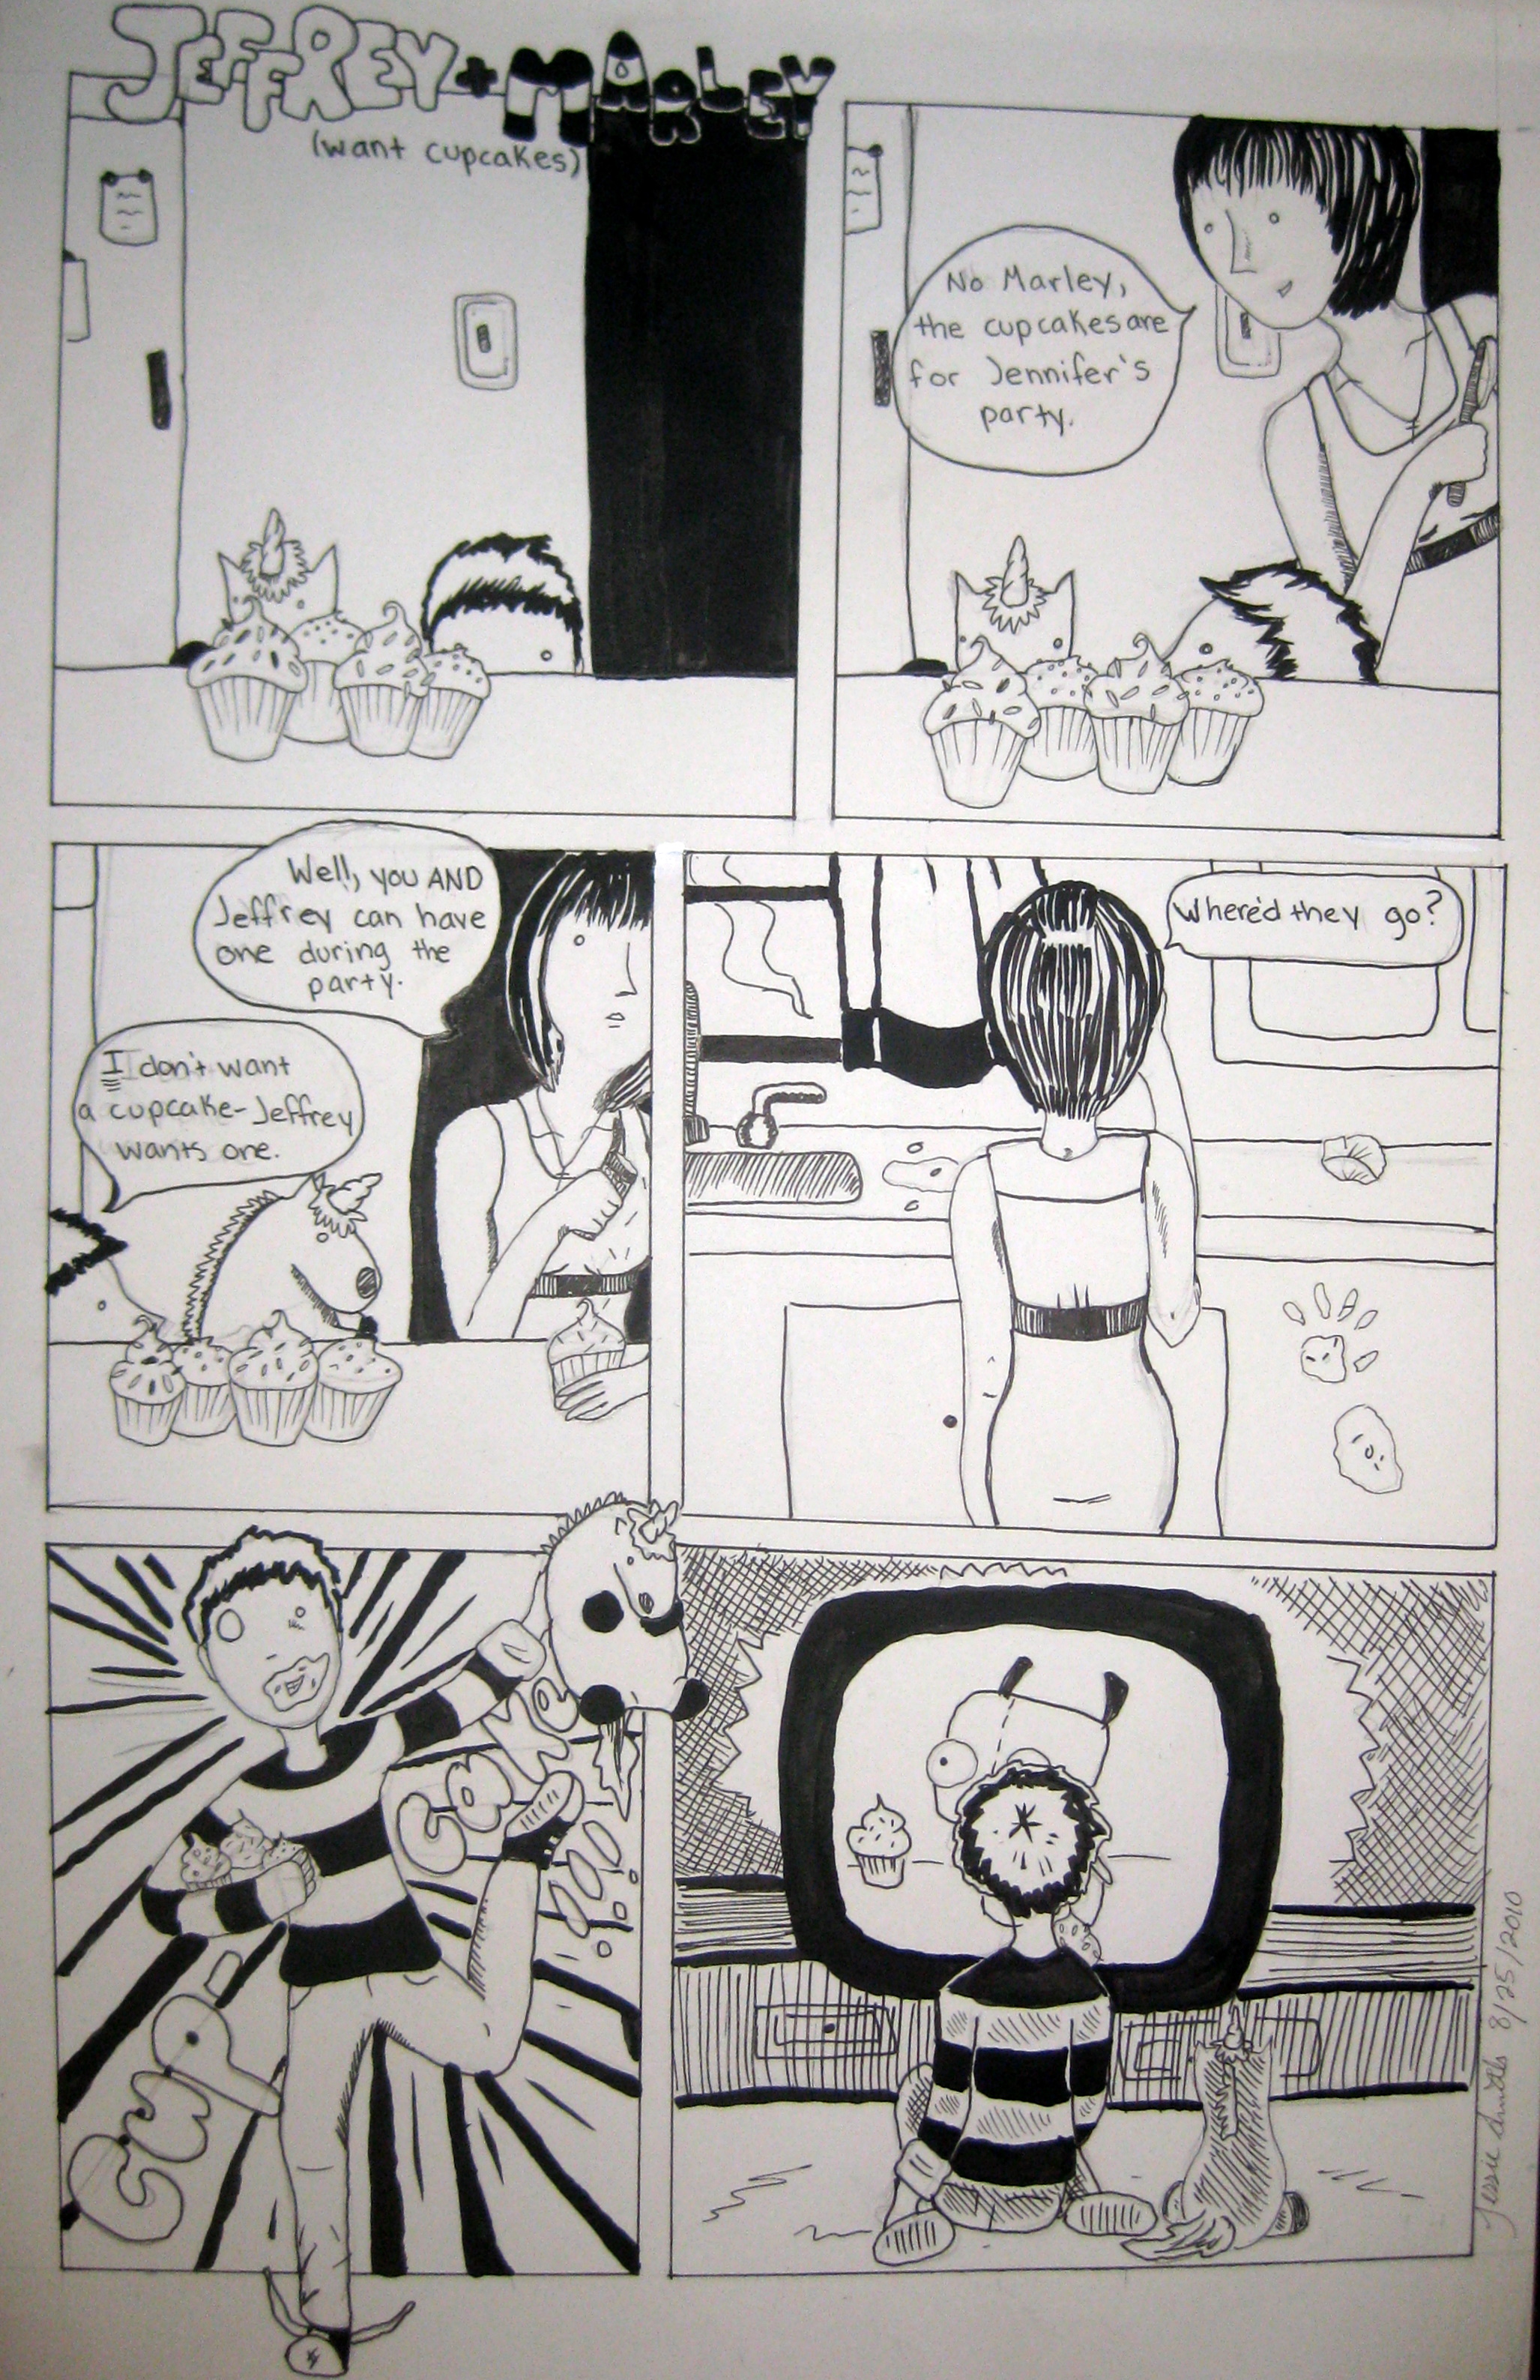 JEFFREY + MARLEY
(want cupcakes)
No Marley,
the cupcakes are
for Jennifer's
party.
Well, you AND
Jeffrey can have
one during the
party.
I don't want
a cupcake-Jeffrey
wants one.
Where'd they go?
CaKe
CuP
8/25/2010